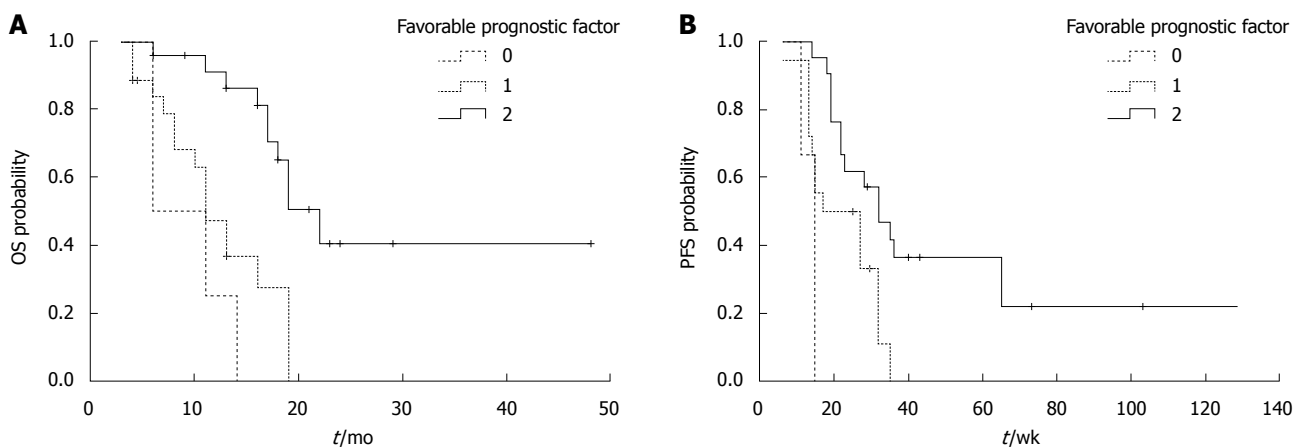 A
Favorable prognostic factor
0
1
2
OS probability
1.0
0.8
0.6
0.4
0.2
0.0
0 10 20 30 40 50
t/mo
B
Favorable prognostic factor
0
1
2
PFS probability
1.0
0.8
0.6
0.4
0.2
0.0
0 20 40 60 80 100 120 140
t/wk